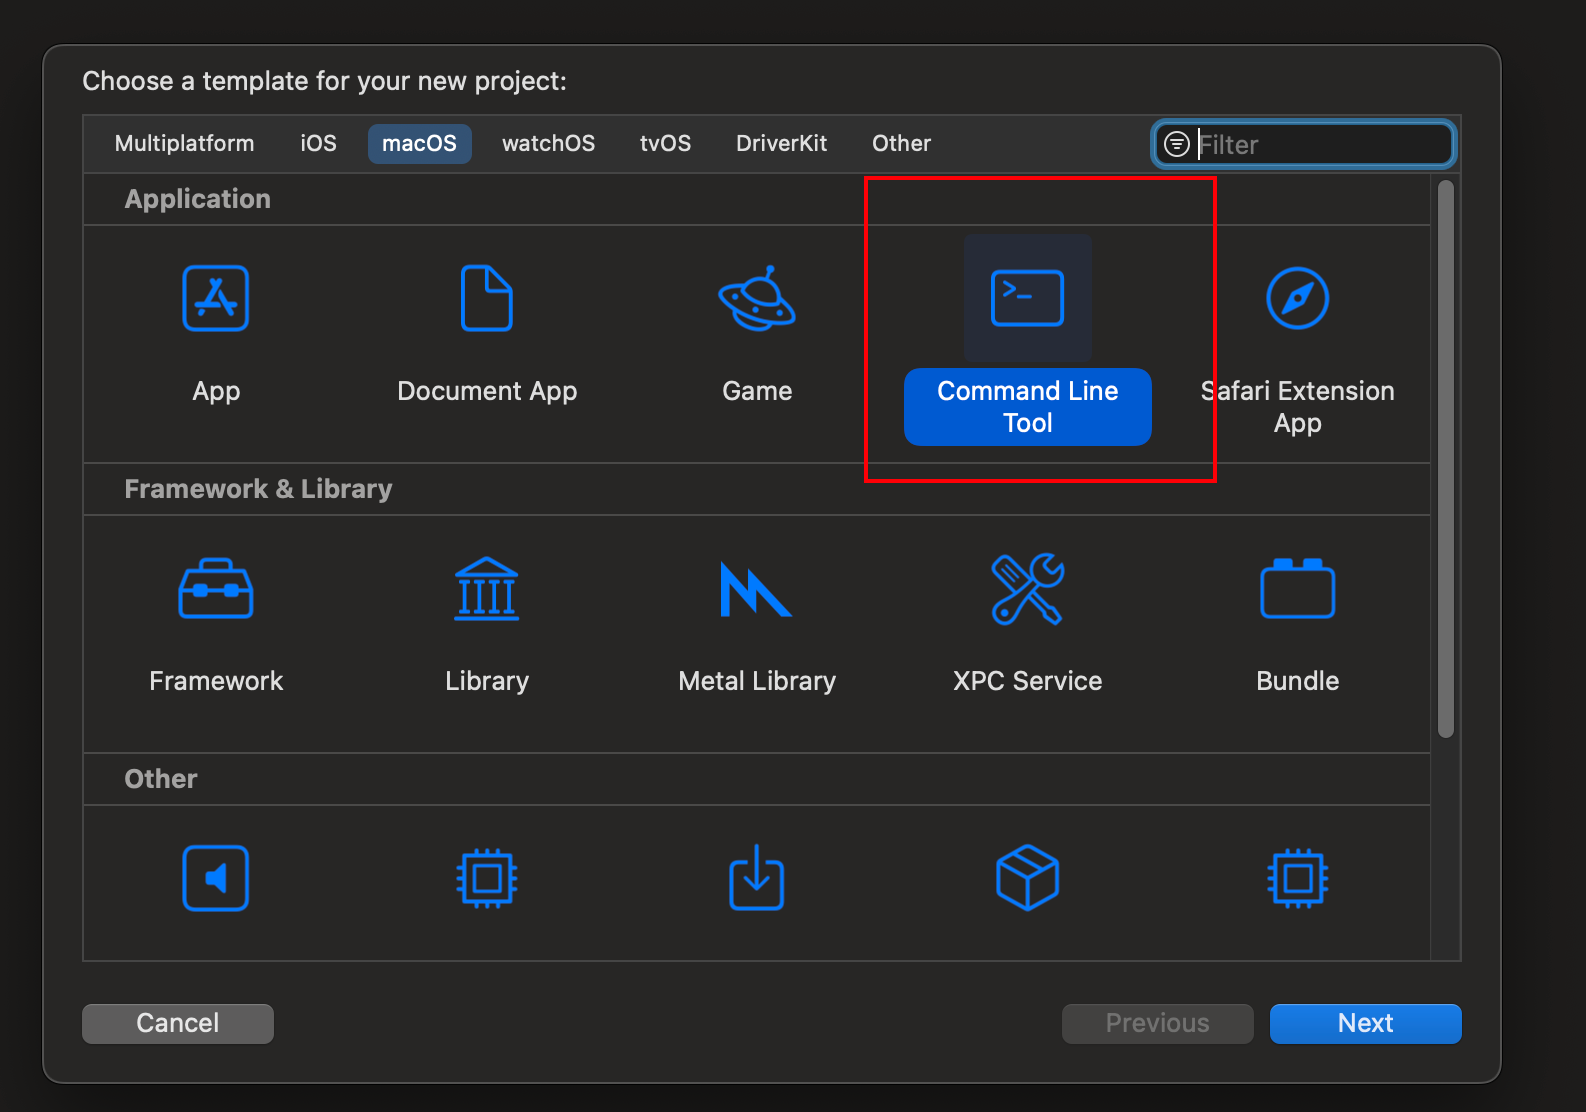 Choose a template for your new project:
Multiplatform iOS macOS watchOS tvOS DriverKit Other Filter
Application
App Document App Game Command Line Tool Safari Extension App
Framework & Library
Framework Library Metal Library XPC Service Bundle
Other
Cancel Previous Next